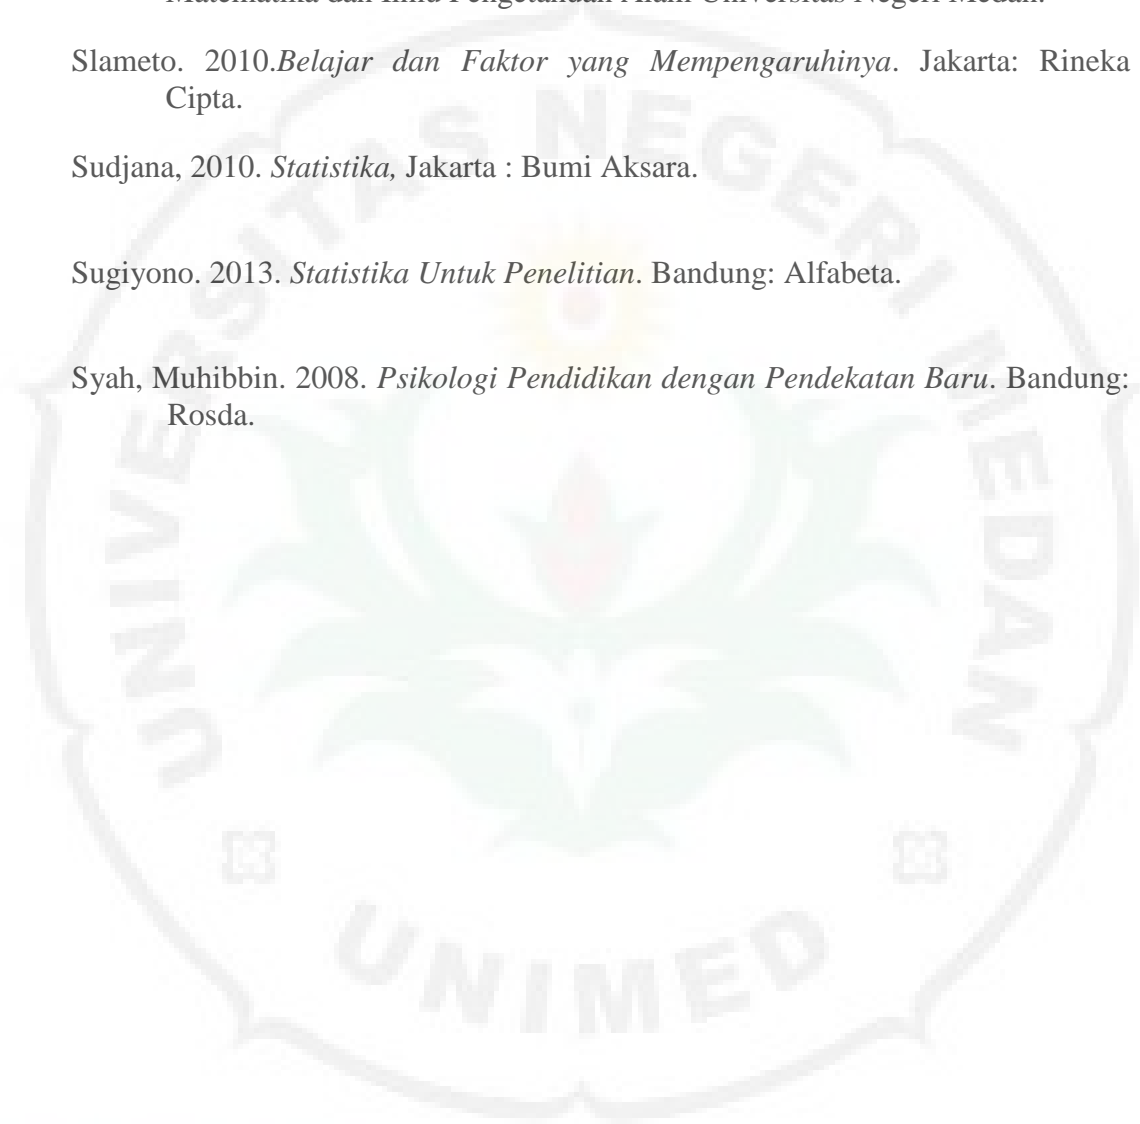 Matematika dan Ilmu Pengetahuan Alam Universitas Negeri Medan.
Slameto. 2010.Belajar dan Faktor yang Mempengaruhinya. Jakarta: Rineka
Cipta.
Sudjana, 2010. Statistika, Jakarta : Bumi Aksara.
Sugiyono. 2013. Statistika Untuk Penelitian. Bandung: Alfabeta.
Syah, Muhibbin. 2008. Psikologi Pendidikan dengan Pendekatan Baru. Bandung:
Rosda.
UNIVERSITAS NEGERI MEDAN
UNIMED